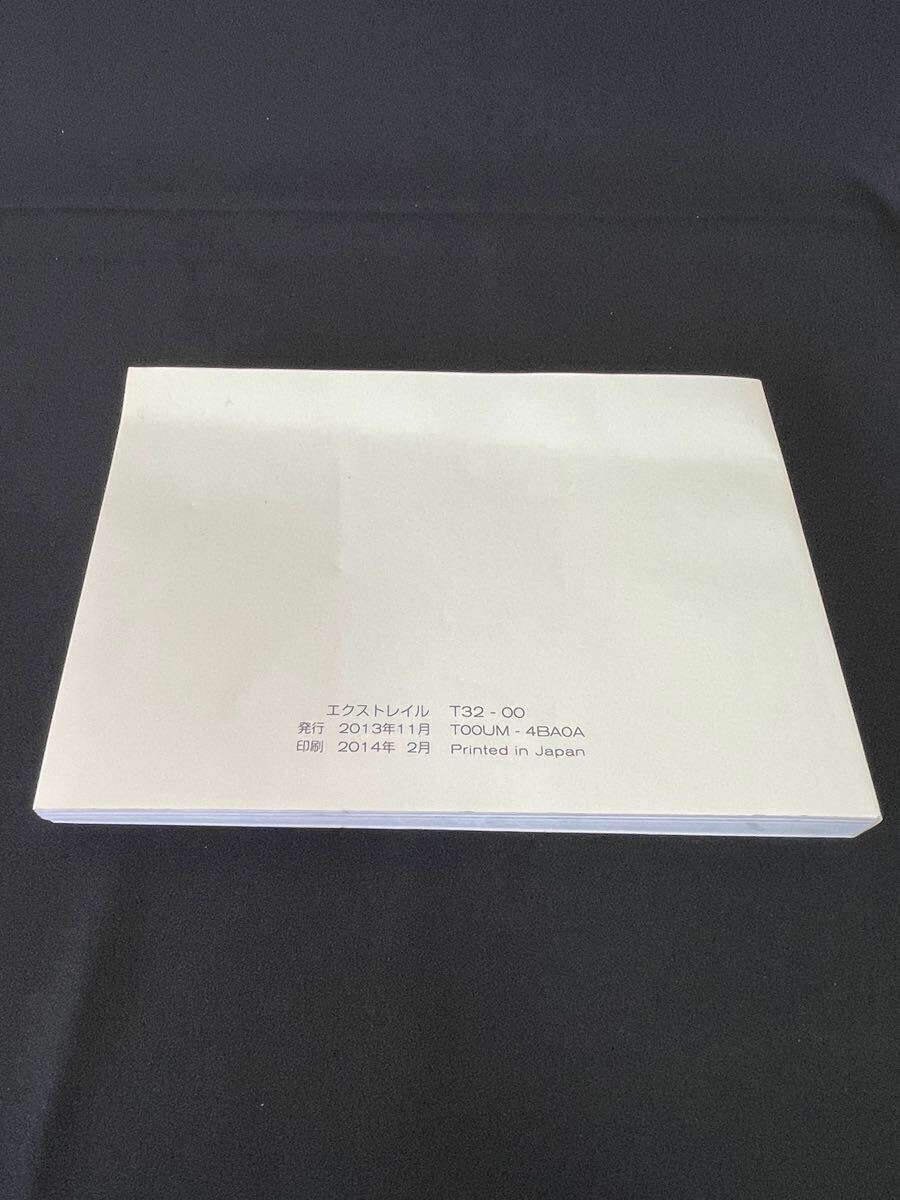 エクストレイル T32 - 00
発行 2013年11月 T00UM - 4BA0A
印刷 2014年 2月 Printed in Japan